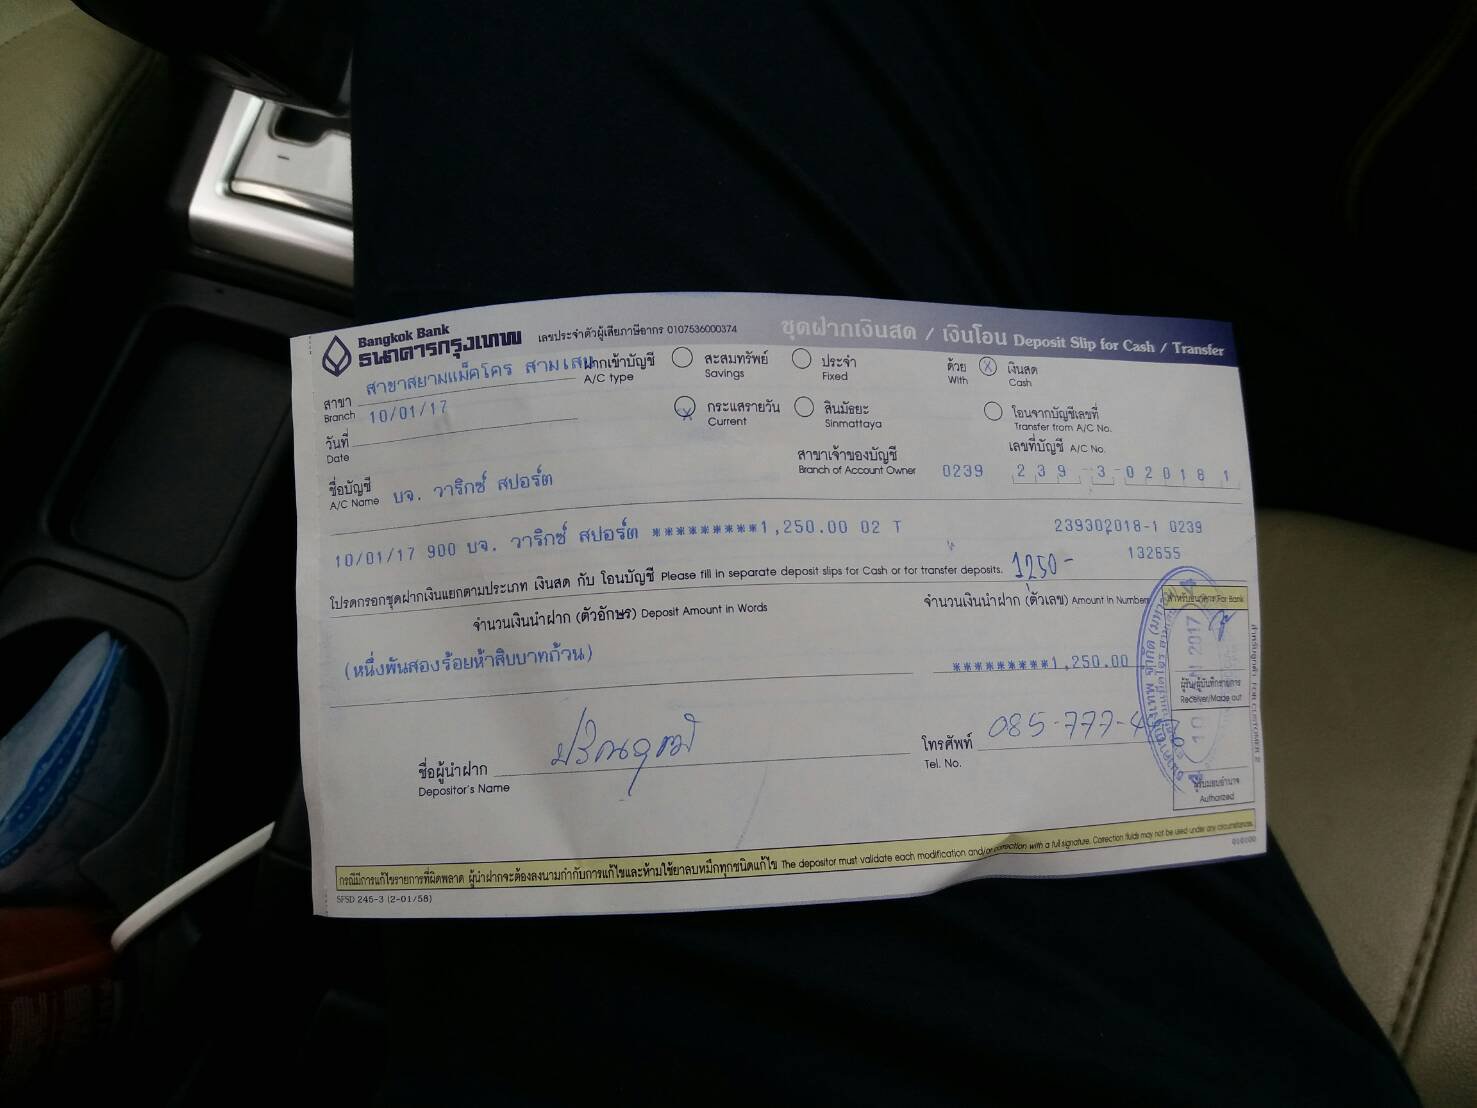 Bangkok Bank
ธนาคารกรุงเทพ
เลขประจำตัวผู้เสียภาษีอากร 0107536000374
ชุดฝากเงินสด / เงินโอน Deposit Slip for Cash / Transfer
สาขา Branch สาขาสยามแม็คโคร สามเสน
ฝากเข้าบัญชี A/C type
สะสมทรัพย์ Savings
ประจำ Fixed
ด้วย With
X เงินสด Cash
วันที่ Date 10/01/17
X กระแสรายวัน Current
สินมัธยะ Sinmattaya
โอนจากบัญชีเลขที่ Transfer from A/C No.
ชื่อบัญชี A/C Name บจ. วาริกซ์ สปอร์ต
สาขาเจ้าของบัญชี Branch of Account Owner 0239
เลขที่บัญชี A/C No. 239-3-02018 1
10/01/17 900 บจ. วาริกซ์ สปอร์ต *********1,250.00 02 T
239302018-1 0239
132655
โปรดกรอกชุดฝากเงินแยกตามประเภท เงินสด กับ โอนบัญชี Please fill in separate deposit slips for Cash or for transfer deposits.
1250-
จำนวนเงินนำฝาก (ตัวอักษร) Deposit Amount in Words
จำนวนเงินนำฝาก (ตัวเลข) Amount in Number
สำหรับธนาคาร For Bank
(หนึ่งพันสองร้อยห้าสิบบาทถ้วน)
*********1,250.00
ผู้รับ/ผู้บันทึกรายการ
Receiver/Made out
ชื่อผู้นำฝาก Depositor's Name
โทรศัพท์ Tel. No. 085-777-4
ผู้รับมอบอำนาจ
Authorized
กรณีมีการแก้ไขรายการที่ผิดพลาด ผู้นำฝากจะต้องลงนามกำกับการแก้ไขและห้ามใช้ยาลบหมึกทุกชนิดแก้ไข The depositor must validate each modification and/or correction with a full signature. Correction fluids may not be used under any circumstances.
SFSD 245-3 (2-01/58)